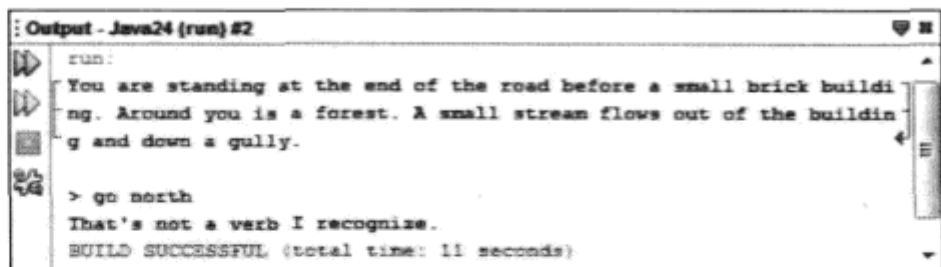 Output - Java24 (run) #2
run:
You are standing at the end of the road before a small brick buildi
ng. Around you is a forest. A small stream flows out of the buildin
g and down a gully.
> go north
That's not a verb I recognize.
BUILD SUCCESSFUL (total time: 11 seconds)